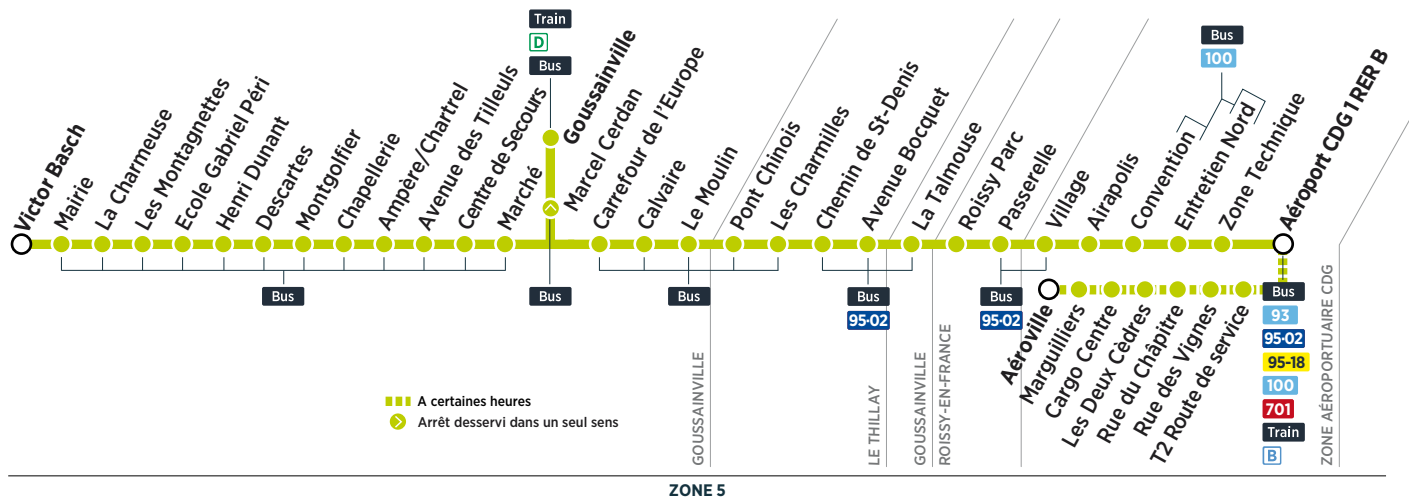 Train
D
Bus
Bus
100
Victor Basch
Mairie
La Charmeuse
Les Montagnettes
Ecole Gabriel Péri
Henri Dunant
Descartes
Montgolfier
Chapellerie
Ampère/Chartrel
Avenue des Tilleuls
Centre de Secours
Marché
Goussainville
Marcel Cerdan
Carrefour de l'Europe
Calvaire
Le Moulin
Pont Chinois
Les Charmilles
Chemin de St-Denis
Avenue Bocquet
La Talmouse
Roissy Parc
Passerelle
Village
Airapolis
Convention
Entretien Nord
Zone Technique
Aéroport CDG 1 RER B
Bus
Bus
Bus
Bus
95•02
Bus
95•02
Aéroville
Marguilliers
Cargo Centre
Les Deux Cèdres
Rue du Châpitre
Rue des Vignes
T2 Route de service
Bus
93
95•02
95-18
100
701
Train
B
GOUSSAINVILLE
LE THILLAY
GOUSSAINVILLE
ROISSY-EN-FRANCE
ZONE AÉROPORTUAIRE CDG
A certaines heures
Arrêt desservi dans un seul sens
ZONE 5